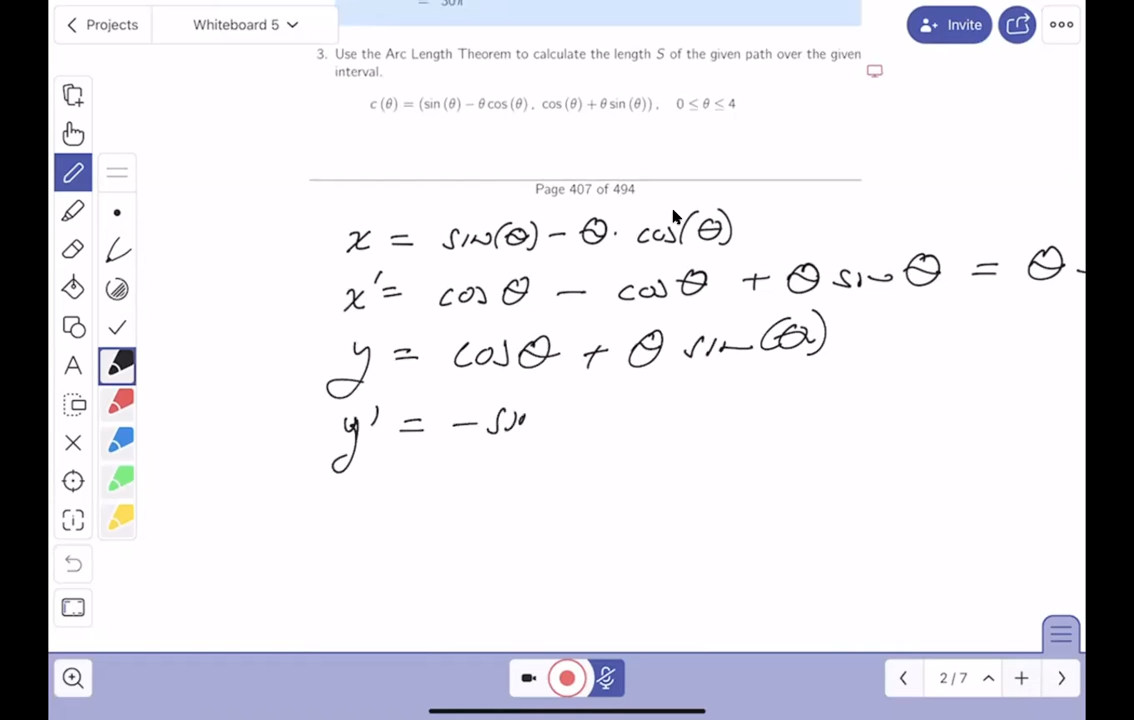 = 30π
Projects
Whiteboard 5
Invite
3. Use the Arc Length Theorem to calculate the length S of the given path over the given
interval.
c (θ) = (sin (θ) − θ cos (θ) , cos (θ) + θ sin (θ)) , 0 ≤ θ ≤ 4
Page 407 of 494
x = sin(θ) − θ · cos(θ)
x' = cos θ − cos θ + θ sin θ = θ
y = cos θ + θ sin(θ)
y' = − sin
A
2 / 7